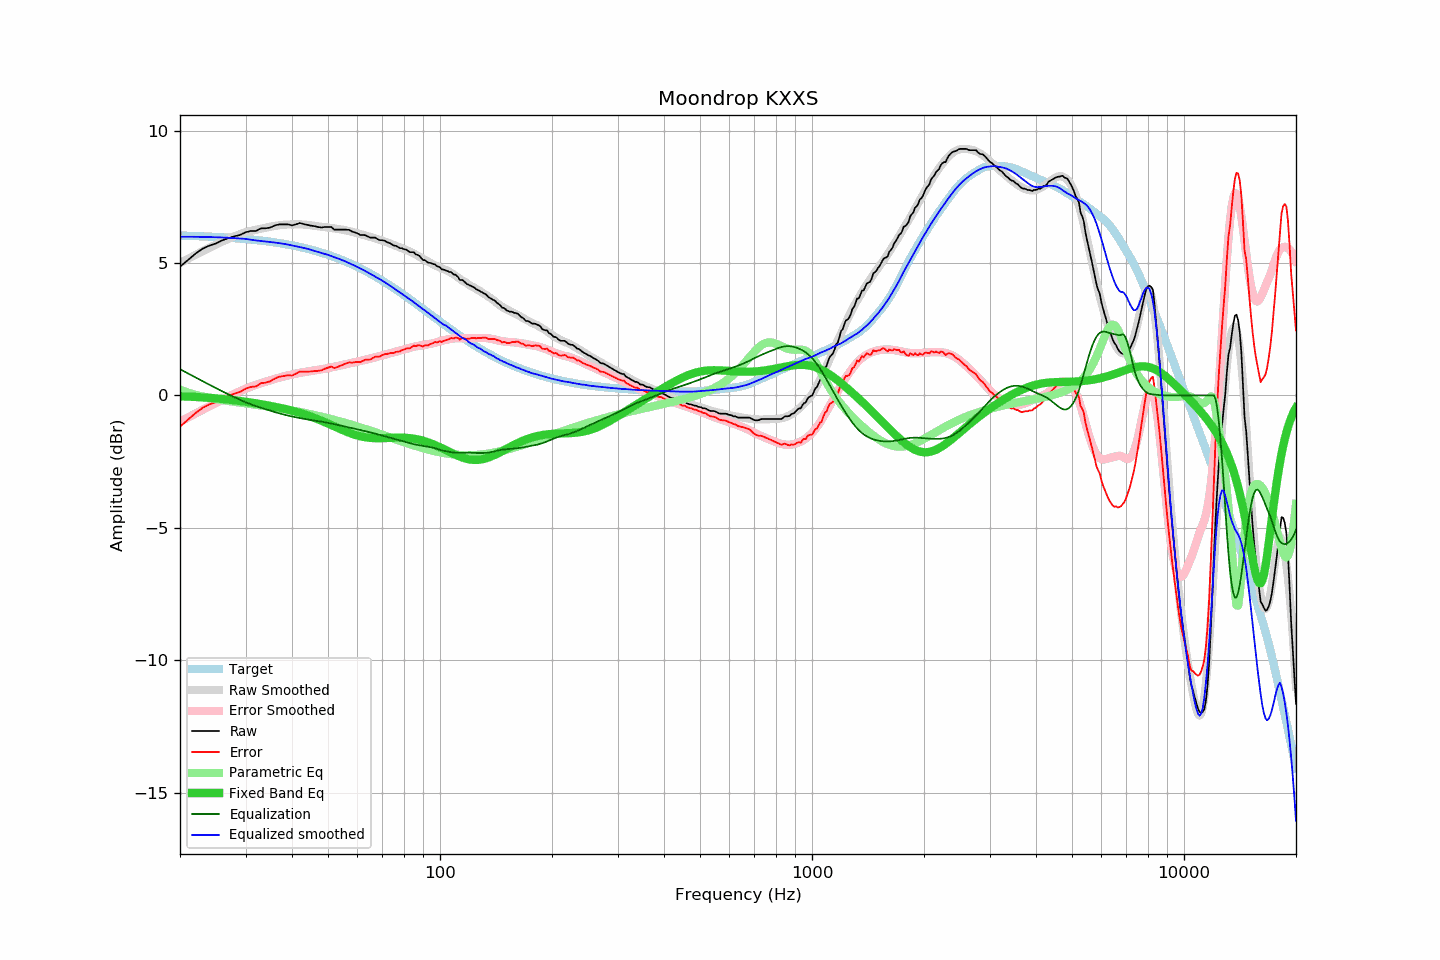 Moondrop KXXS
10
5
0
−5
−10
−15
Amplitude (dBr)
Target
Raw Smoothed
Error Smoothed
Raw
Error
Parametric Eq
Fixed Band Eq
Equalization
Equalized smoothed
100
1000
10000
Frequency (Hz)